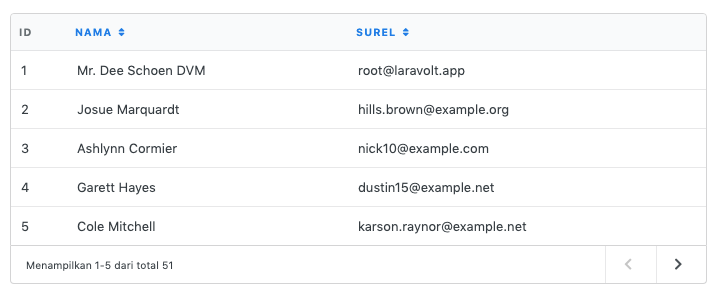 ID NAMA SUREL
1 Mr. Dee Schoen DVM root@laravolt.app
2 Josue Marquardt hills.brown@example.org
3 Ashlynn Cormier nick10@example.com
4 Garett Hayes dustin15@example.net
5 Cole Mitchell karson.raynor@example.net
Menampilkan 1-5 dari total 51